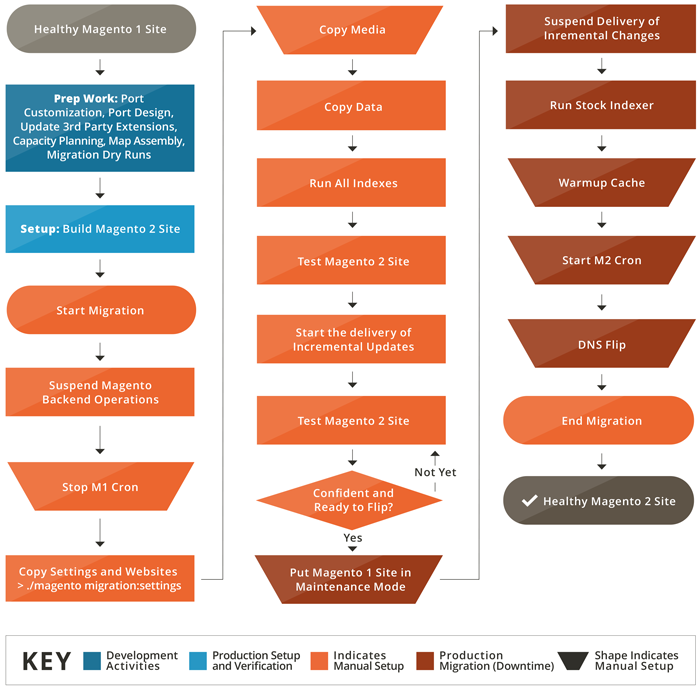 Healthy Magento 1 Site
Prep Work: Port
Customization, Port Design,
Update 3rd Party Extensions,
Capacity Planning, Map Assembly,
Migration Dry Runs
Setup: Build Magento 2 Site
Start Migration
Suspend Magento
Backend Operations
Stop M1 Cron
Copy Settings and Websites
> ./magento migration:settings
Copy Media
Copy Data
Run All Indexes
Test Magento 2 Site
Start the delivery of
Incremental Updates
Test Magento 2 Site
Not Yet
Confident and
Ready to Flip?
Yes
Put Magento 1 Site in
Maintenance Mode
Suspend Delivery of
Inremental Changes
Run Stock Indexer
Warmup Cache
Start M2 Cron
DNS Flip
End Migration
Healthy Magento 2 Site
KEY
Development
Activities
Production Setup
and Verification
Indicates
Manual Setup
Production
Migration (Downtime)
Shape Indicates
Manual Setup